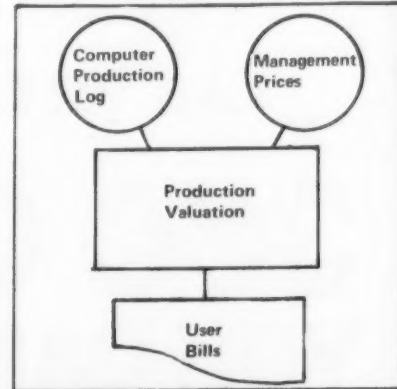 Computer
Production
Log
Management
Prices
Production
Valuation
User
Bills